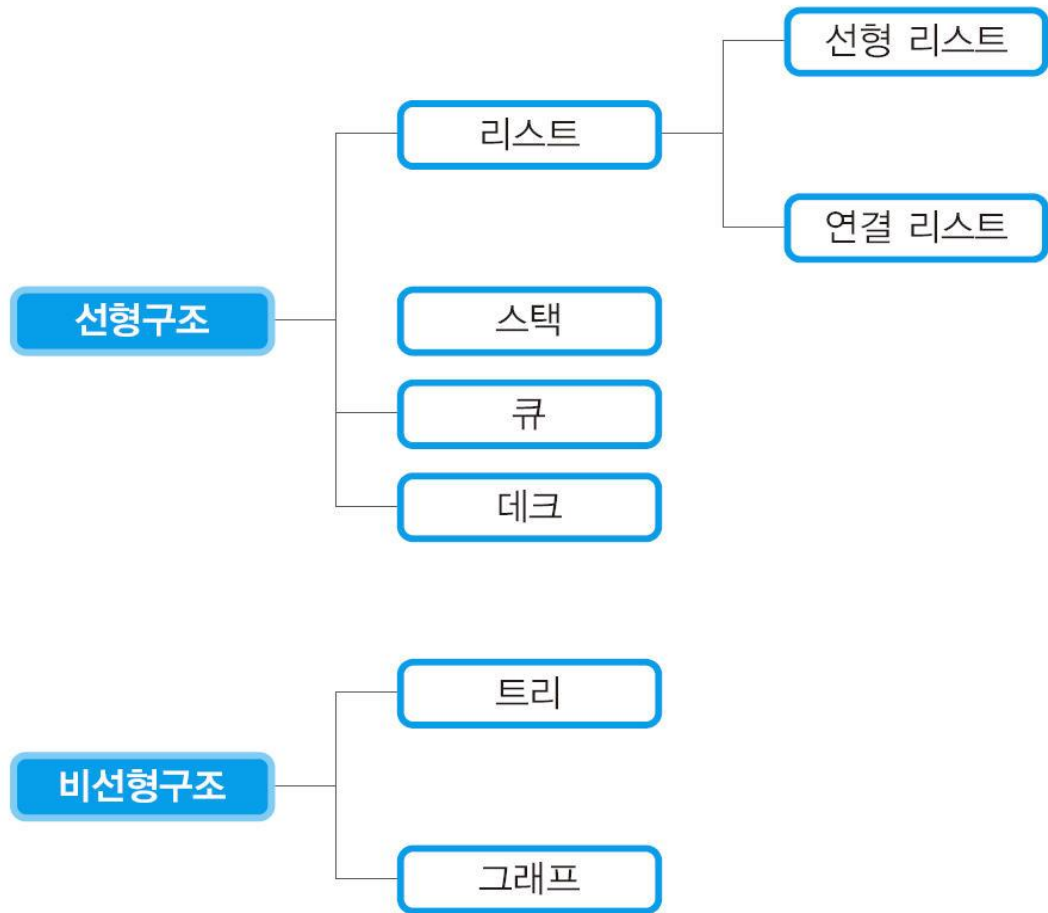 선형 리스트
리스트
연결 리스트
선형구조
스택
큐
데크
트리
비선형구조
그래프